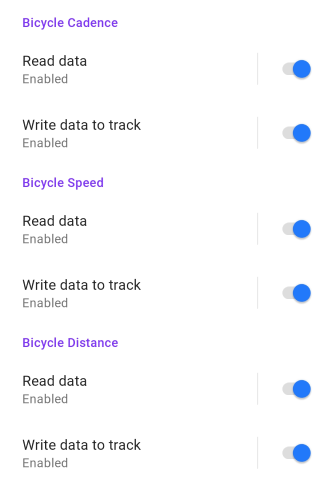 Bicycle Cadence
Read data
Enabled
Write data to track
Enabled
Bicycle Speed
Read data
Enabled
Write data to track
Enabled
Bicycle Distance
Read data
Enabled
Write data to track
Enabled